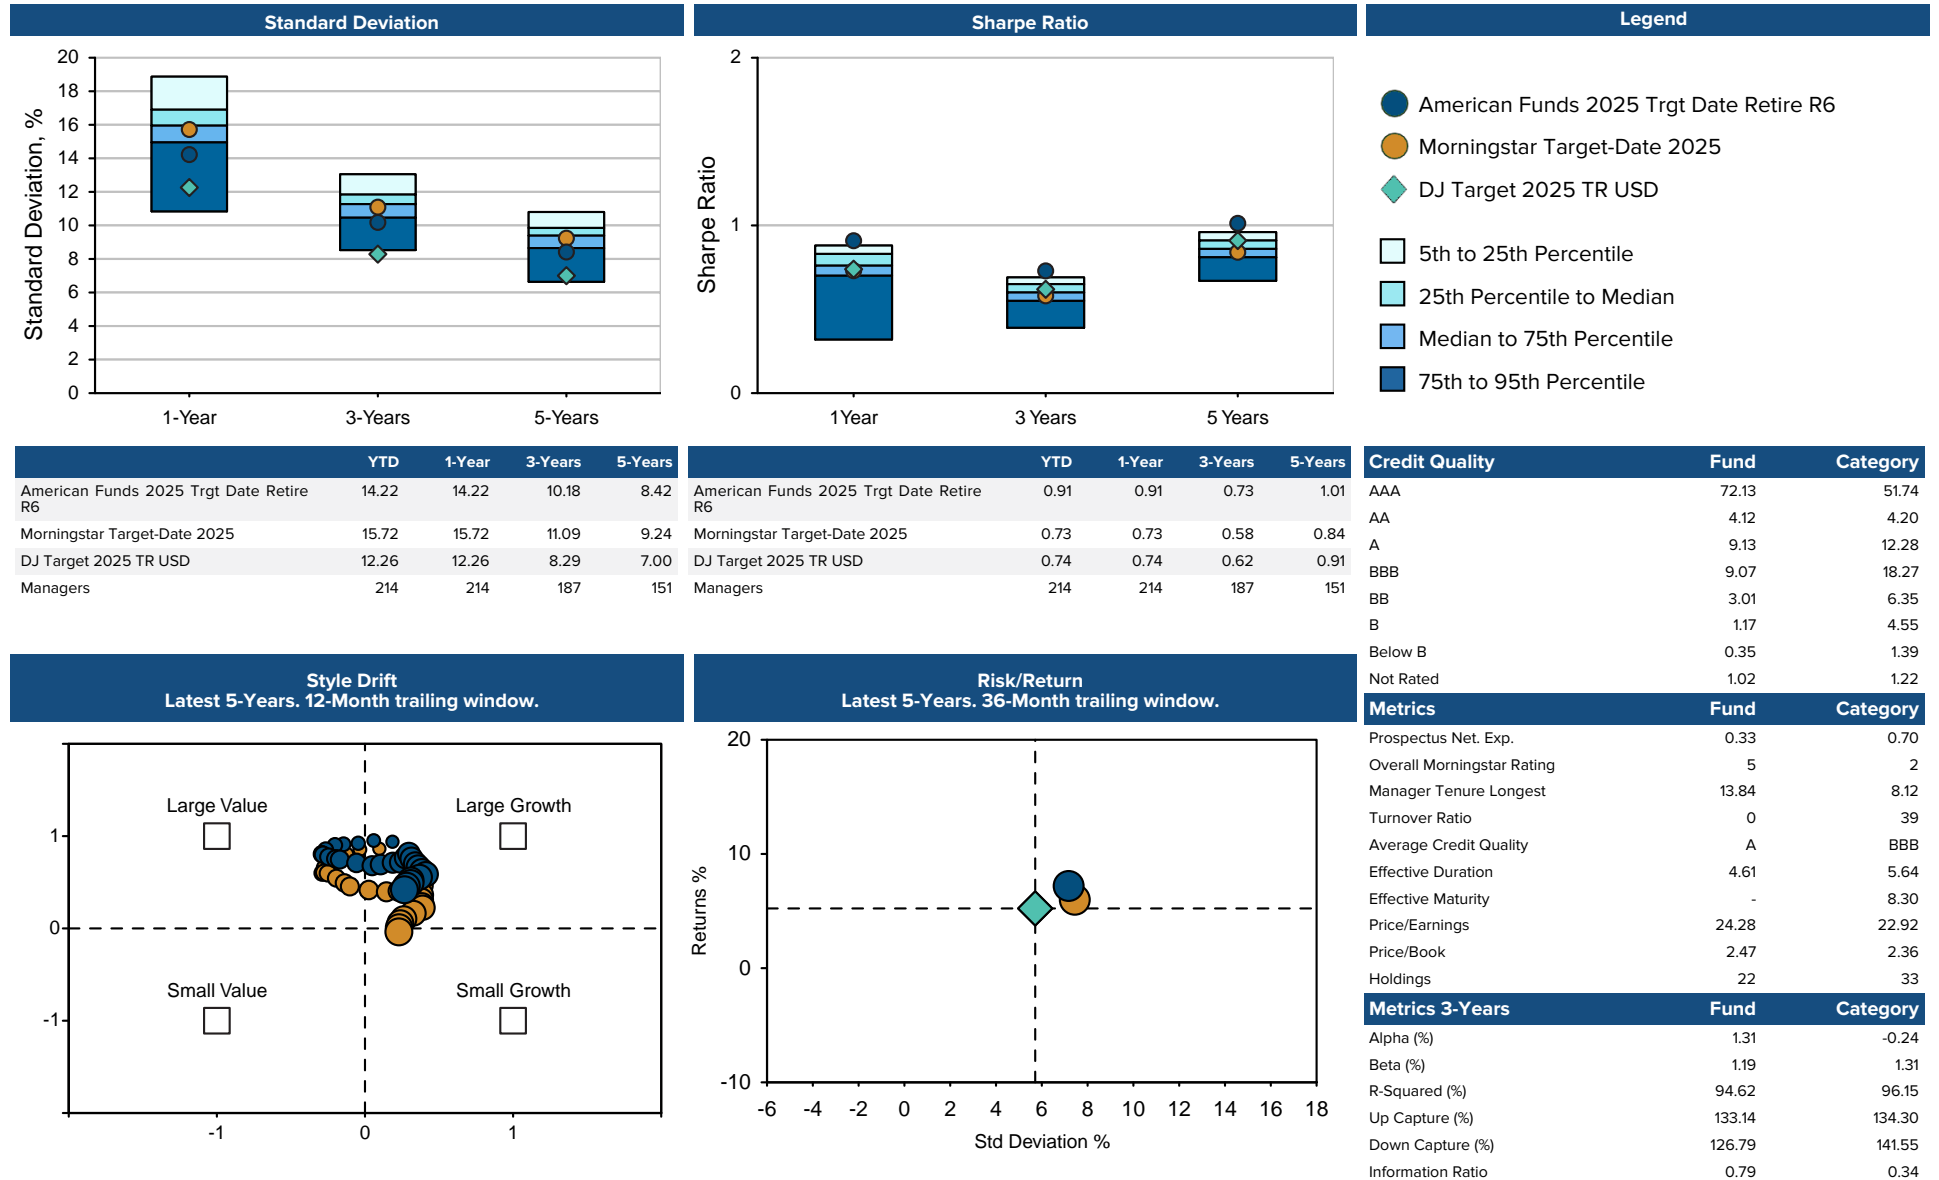 Standard Deviation
20
18
16
14
12
10
8
6
4
2
0
Standard Deviation, %
1-Year
3-Years
5-Years
Sharpe Ratio
2
1
0
Sharpe Ratio
1Year
3 Years
5 Years
Legend
American Funds 2025 Trgt Date Retire R6
Morningstar Target-Date 2025
DJ Target 2025 TR USD
5th to 25th Percentile
25th Percentile to Median
Median to 75th Percentile
75th to 95th Percentile
YTD 1-Year 3-Years 5-Years
American Funds 2025 Trgt Date Retire R6 14.22 14.22 10.18 8.42
Morningstar Target-Date 2025 15.72 15.72 11.09 9.24
DJ Target 2025 TR USD 12.26 12.26 8.29 7.00
Managers 214 214 187 151
YTD 1-Year 3-Years 5-Years
American Funds 2025 Trgt Date Retire R6 0.91 0.91 0.73 1.01
Morningstar Target-Date 2025 0.73 0.73 0.58 0.84
DJ Target 2025 TR USD 0.74 0.74 0.62 0.91
Managers 214 214 187 151
Credit Quality Fund Category
AAA 72.13 51.74
AA 4.12 4.20
A 9.13 12.28
BBB 9.07 18.27
BB 3.01 6.35
B 1.17 4.55
Below B 0.35 1.39
Not Rated 1.02 1.22
Metrics Fund Category
Prospectus Net. Exp. 0.33 0.70
Overall Morningstar Rating 5 2
Manager Tenure Longest 13.84 8.12
Turnover Ratio 0 39
Average Credit Quality A BBB
Effective Duration 4.61 5.64
Effective Maturity - 8.30
Price/Earnings 24.28 22.92
Price/Book 2.47 2.36
Holdings 22 33
Metrics 3-Years Fund Category
Alpha (%) 1.31 -0.24
Beta (%) 1.19 1.31
R-Squared (%) 94.62 96.15
Up Capture (%) 133.14 134.30
Down Capture (%) 126.79 141.55
Information Ratio 0.79 0.34
Style Drift
Latest 5-Years. 12-Month trailing window.
Large Value
Large Growth
Small Value
Small Growth
1
0
-1
-1 0 1
Risk/Return
Latest 5-Years. 36-Month trailing window.
20
10
0
-10
Returns %
-6 -4 -2 0 2 4 6 8 10 12 14 16 18
Std Deviation %